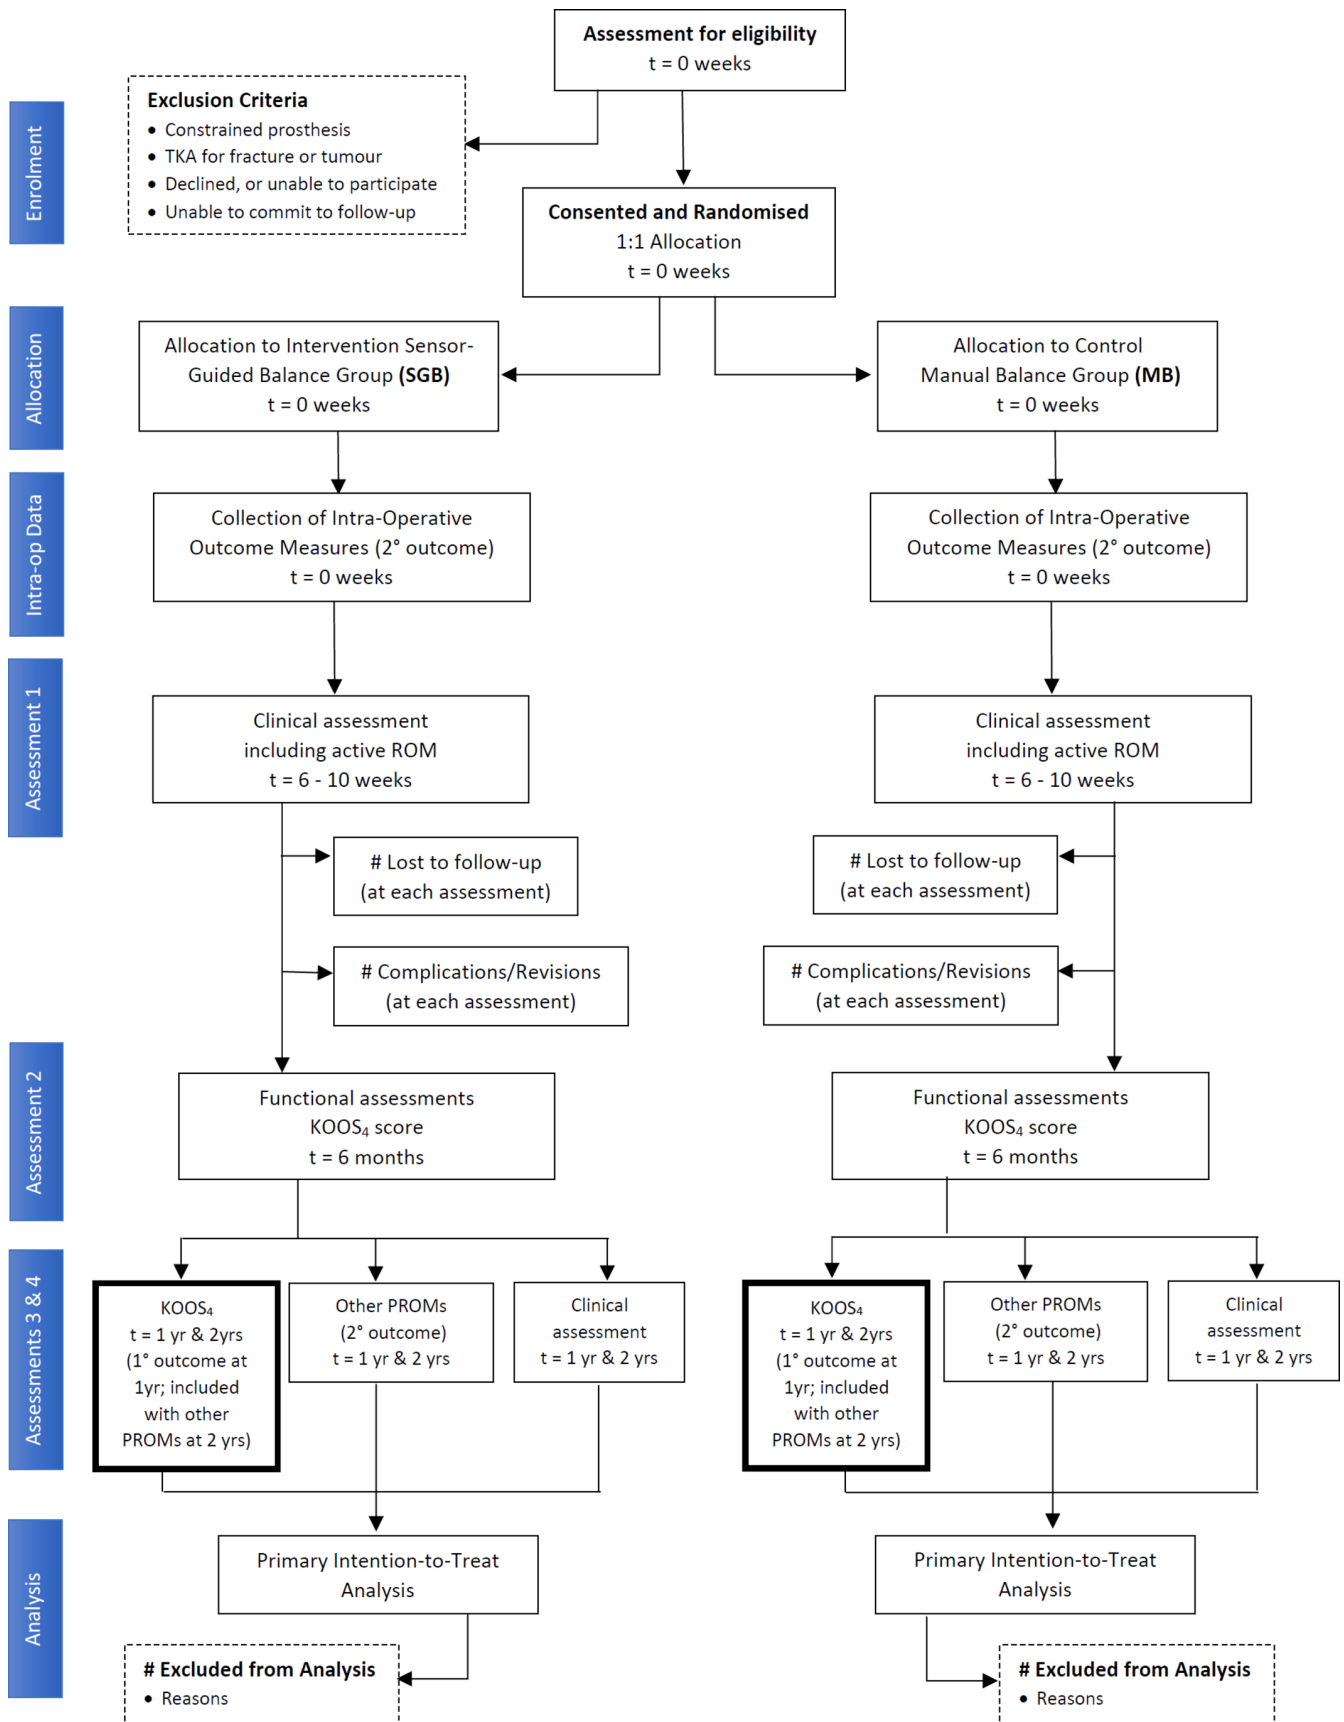 Assessment for eligibility
t = 0 weeks
Enrolment
Exclusion Criteria
• Constrained prosthesis
• TKA for fracture or tumour
• Declined, or unable to participate
• Unable to commit to follow-up
Consented and Randomised
1:1 Allocation
t = 0 weeks
Allocation
Allocation to Intervention Sensor-
Guided Balance Group (SGB)
t = 0 weeks
Allocation to Control
Manual Balance Group (MB)
t = 0 weeks
Intra-op Data
Collection of Intra-Operative
Outcome Measures (2° outcome)
t = 0 weeks
Collection of Intra-Operative
Outcome Measures (2° outcome)
t = 0 weeks
Assessment 1
Clinical assessment
including active ROM
t = 6 - 10 weeks
Clinical assessment
including active ROM
t = 6 - 10 weeks
# Lost to follow-up
(at each assessment)
# Lost to follow-up
(at each assessment)
# Complications/Revisions
(at each assessment)
# Complications/Revisions
(at each assessment)
Assessment 2
Functional assessments
KOOS₄ score
t = 6 months
Functional assessments
KOOS₄ score
t = 6 months
Assessments 3 & 4
KOOS₄
t = 1 yr & 2yrs
(1° outcome at
1yr; included
with other
PROMs at 2 yrs)
Other PROMs
(2° outcome)
t = 1 yr & 2 yrs
Clinical
assessment
t = 1 yr & 2 yrs
KOOS₄
t = 1 yr & 2yrs
(1° outcome at
1yr; included
with other
PROMs at 2 yrs)
Other PROMs
(2° outcome)
t = 1 yr & 2 yrs
Clinical
assessment
t = 1 yr & 2 yrs
Analysis
Primary Intention-to-Treat
Analysis
Primary Intention-to-Treat
Analysis
# Excluded from Analysis
• Reasons
# Excluded from Analysis
• Reasons